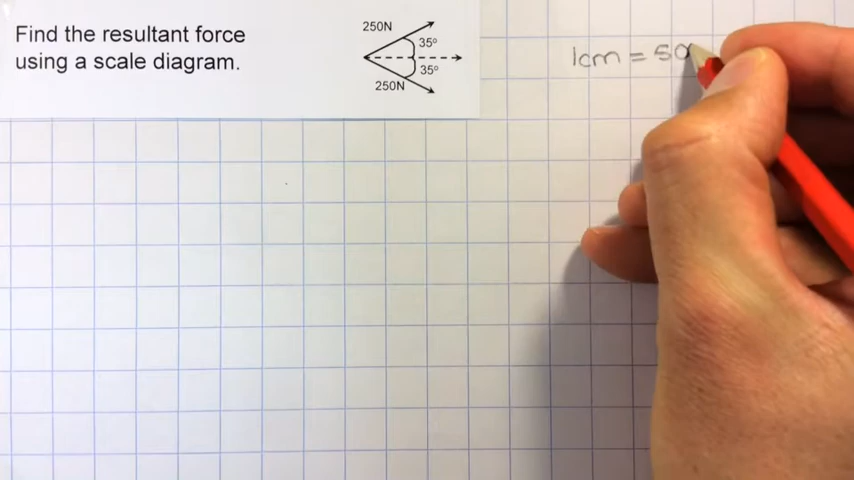 Find the resultant force
using a scale diagram.
250N
35°
35°
250N
1cm = 50